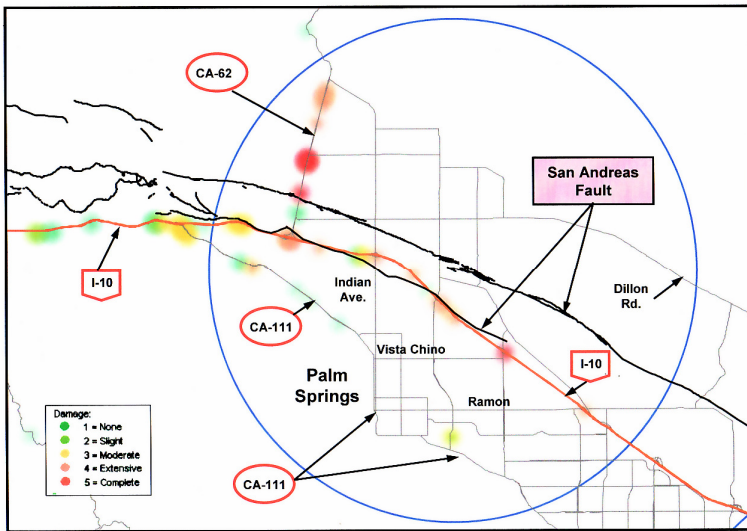 CA-62
San Andreas
Fault
I-10
Indian
Ave.
Dillon
Rd.
CA-111
Vista Chino
I-10
Palm
Springs
Ramon
Damage:
1 = None
2 = Slight
3 = Moderate
4 = Extensive
5 = Complete
CA-111